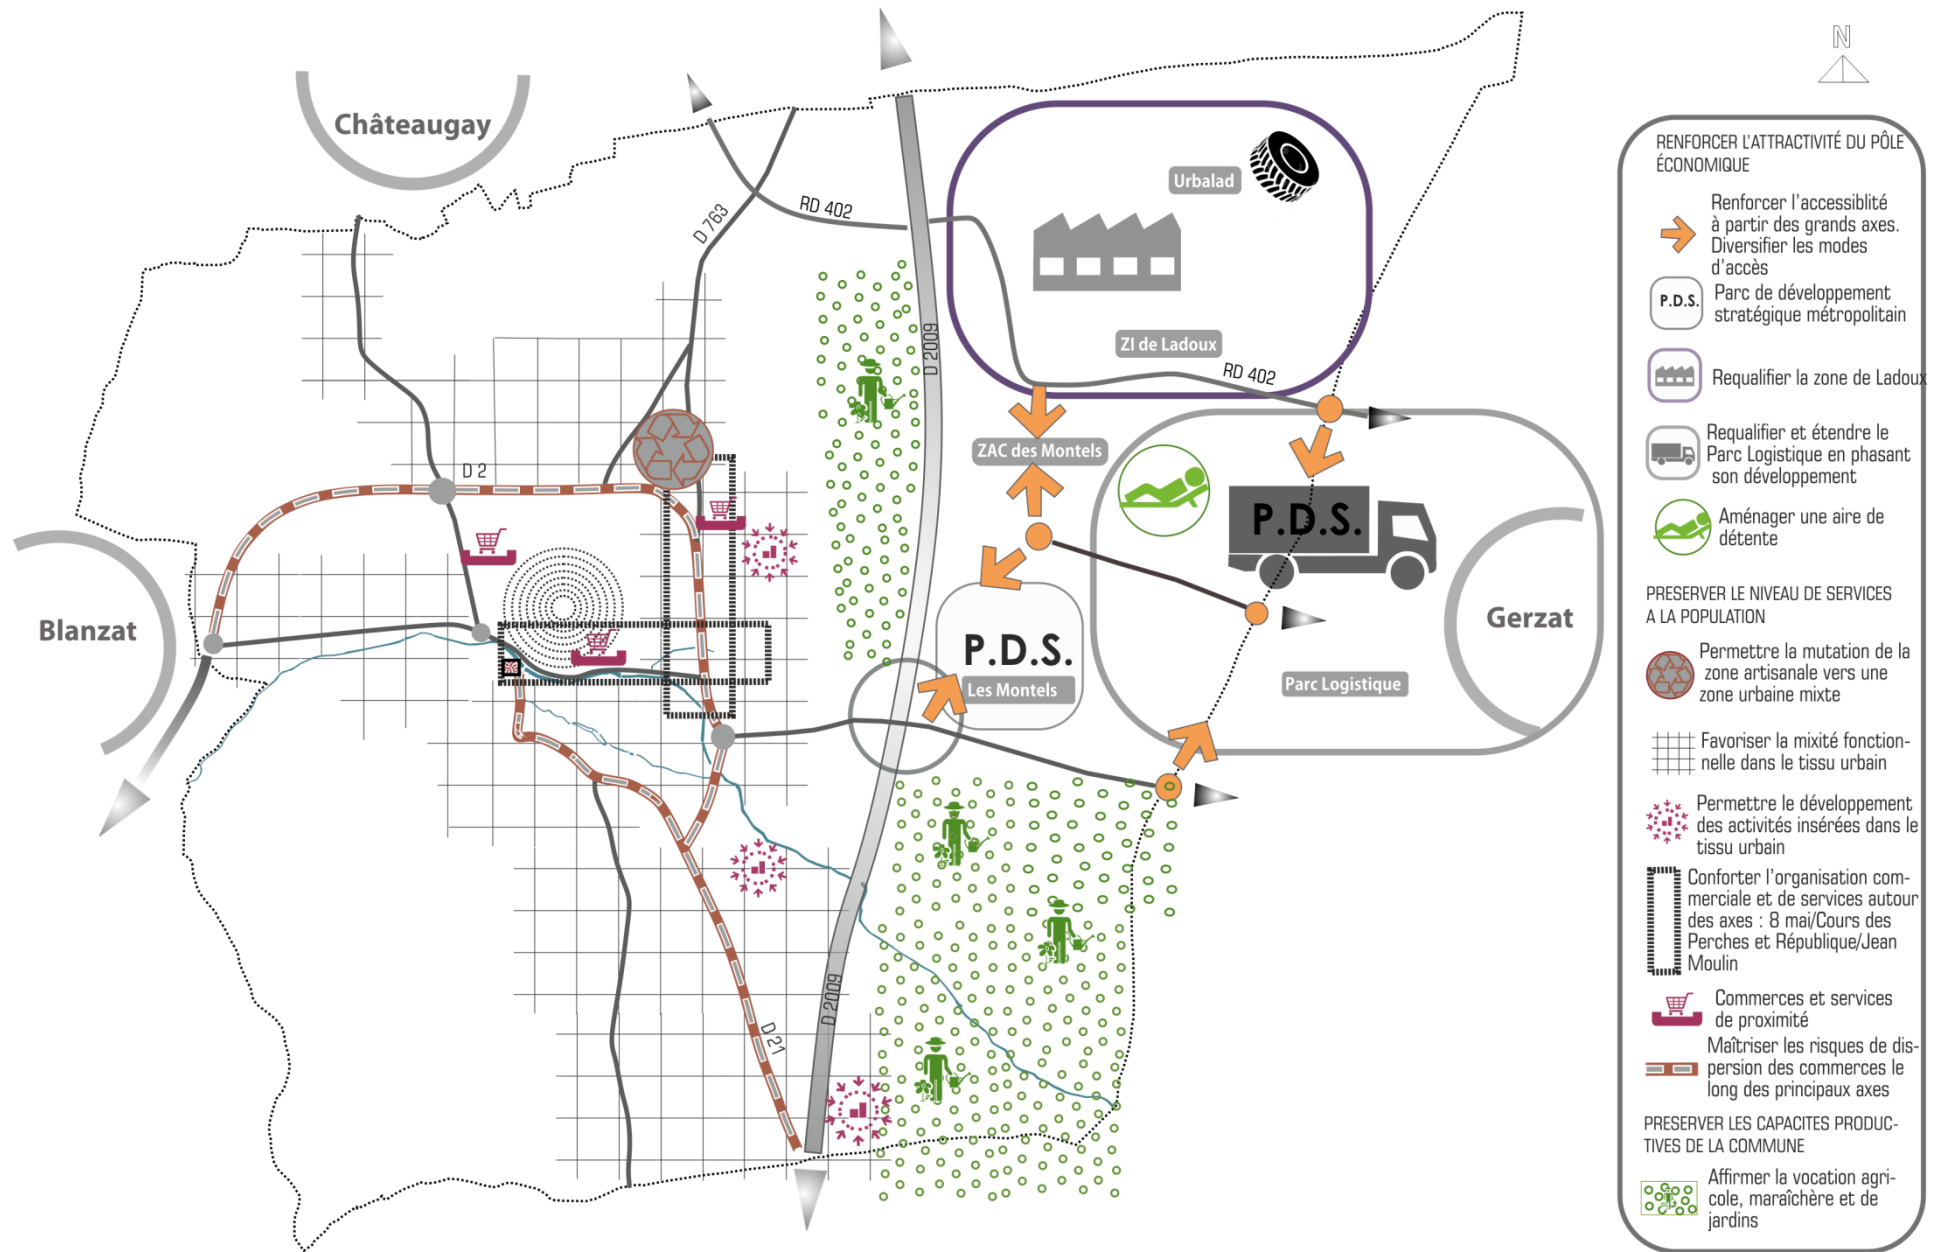 N
Châteaugay
Urbalad
RD 402
D 763
D 2009
ZI de Ladoux
RD 402
ZAC des Montels
D 2
P.D.S.
Blanzat
Gerzat
P.D.S.
Les Montels
Parc Logistique
D 2009
D 21
RENFORCER L'ATTRACTIVITÉ DU PÔLE
ÉCONOMIQUE
Renforcer l'accessiblité
à partir des grands axes.
Diversifier les modes
d'accès
P.D.S.
Parc de développement
stratégique métropolitain
Requalifier la zone de Ladoux
Requalifier et étendre le
Parc Logistique en phasant
son développement
Aménager une aire de
détente
PRESERVER LE NIVEAU DE SERVICES
A LA POPULATION
Permettre la mutation de la
zone artisanale vers une
zone urbaine mixte
Favoriser la mixité fonction-
nelle dans le tissu urbain
Permettre le développement
des activités insérées dans le
tissu urbain
Conforter l'organisation com-
merciale et de services autour
des axes : 8 mai/Cours des
Perches et République/Jean
Moulin
Commerces et services
de proximité
Maîtriser les risques de dis-
persion des commerces le
long des principaux axes
PRESERVER LES CAPACITES PRODUC-
TIVES DE LA COMMUNE
Affirmer la vocation agri-
cole, maraîchère et de
jardins